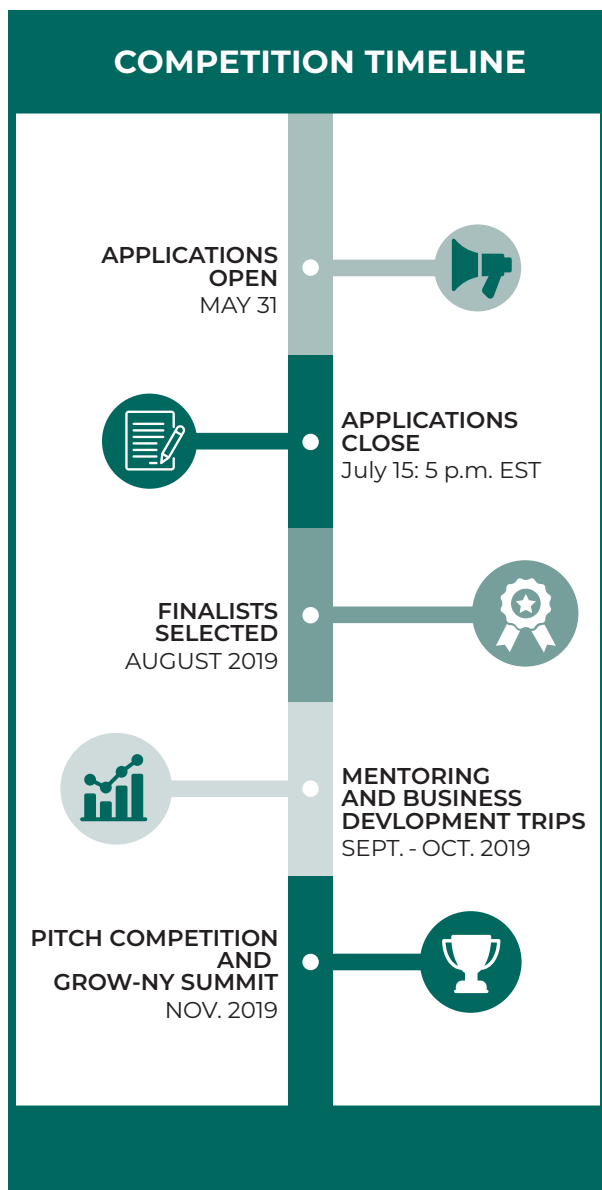 COMPETITION TIMELINE
APPLICATIONS
OPEN
MAY 31
APPLICATIONS
CLOSE
July 15: 5 p.m. EST
FINALISTS
SELECTED
AUGUST 2019
MENTORING
AND BUSINESS
DEVLOPMENT TRIPS
SEPT. - OCT. 2019
PITCH COMPETITION
AND
GROW-NY SUMMIT
NOV. 2019